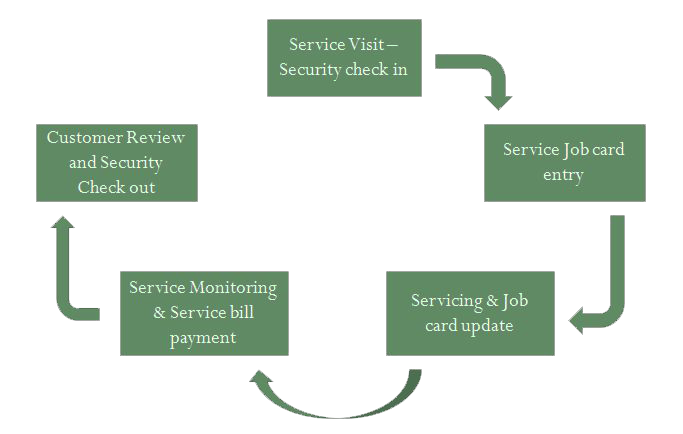 Service Visit –
Security check in
Service Job card
entry
Servicing & Job
card update
Service Monitoring
& Service bill
payment
Customer Review
and Security
Check out